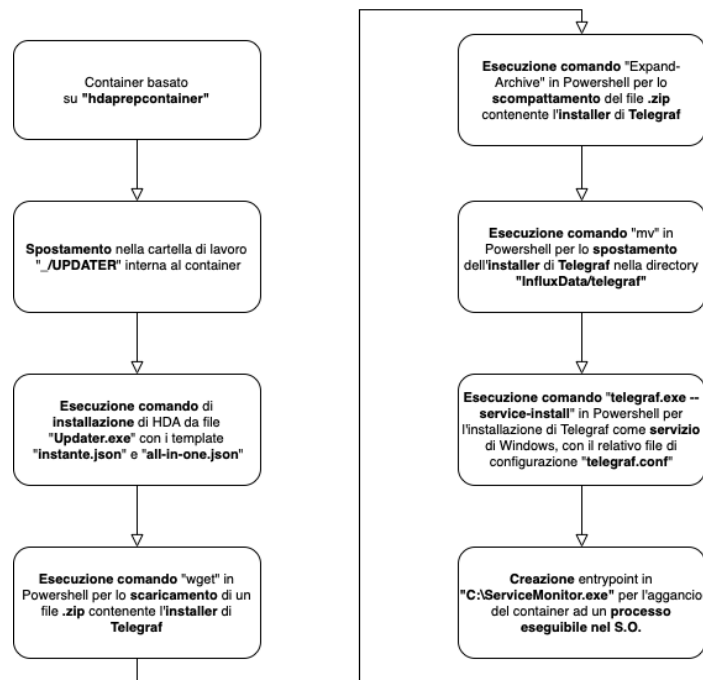 Container basato
su "hdaprepcontainer"
Spostamento nella cartella di lavoro
"_/UPDATER" interna al container
Esecuzione comando di
installazione di HDA da file
"Updater.exe" con i template
"instante.json" e "all-in-one.json"
Esecuzione comando "wget" in
Powershell per lo scaricamento di un
file .zip contenente l'installer di
Telegraf
Esecuzione comando "Expand-
Archive" in Powershell per lo
scompattamento del file .zip
contenente l'installer di Telegraf
Esecuzione comando "mv" in
Powershell per lo spostamento
dell'installer di Telegraf nella directory
"InfluxData/telegraf"
Esecuzione comando "telegraf.exe --
service-install" in Powershell per
l'installazione di Telegraf come servizio
di Windows, con il relativo file di
configurazione "telegraf.conf"
Creazione entrypoint in
"C:\ServiceMonitor.exe" per l'aggancio
del container ad un processo
eseguibile nel S.O.